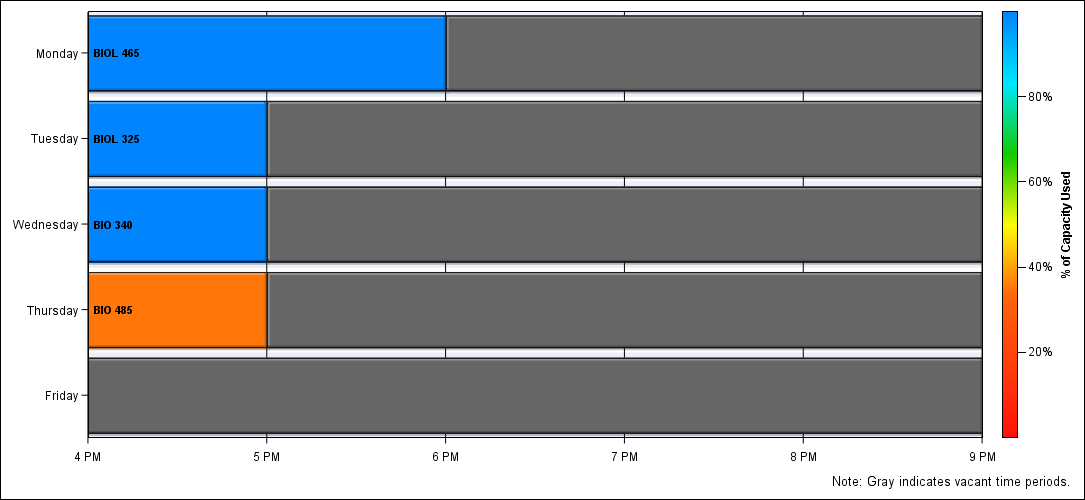 Monday
BIOL 465
80%
Tuesday
BIOL 325
60%
Wednesday
BIO 340
% of Capacity Used
40%
Thursday
BIO 485
20%
Friday
4 PM 5 PM 6 PM 7 PM 8 PM 9 PM
Note: Gray indicates vacant time periods.